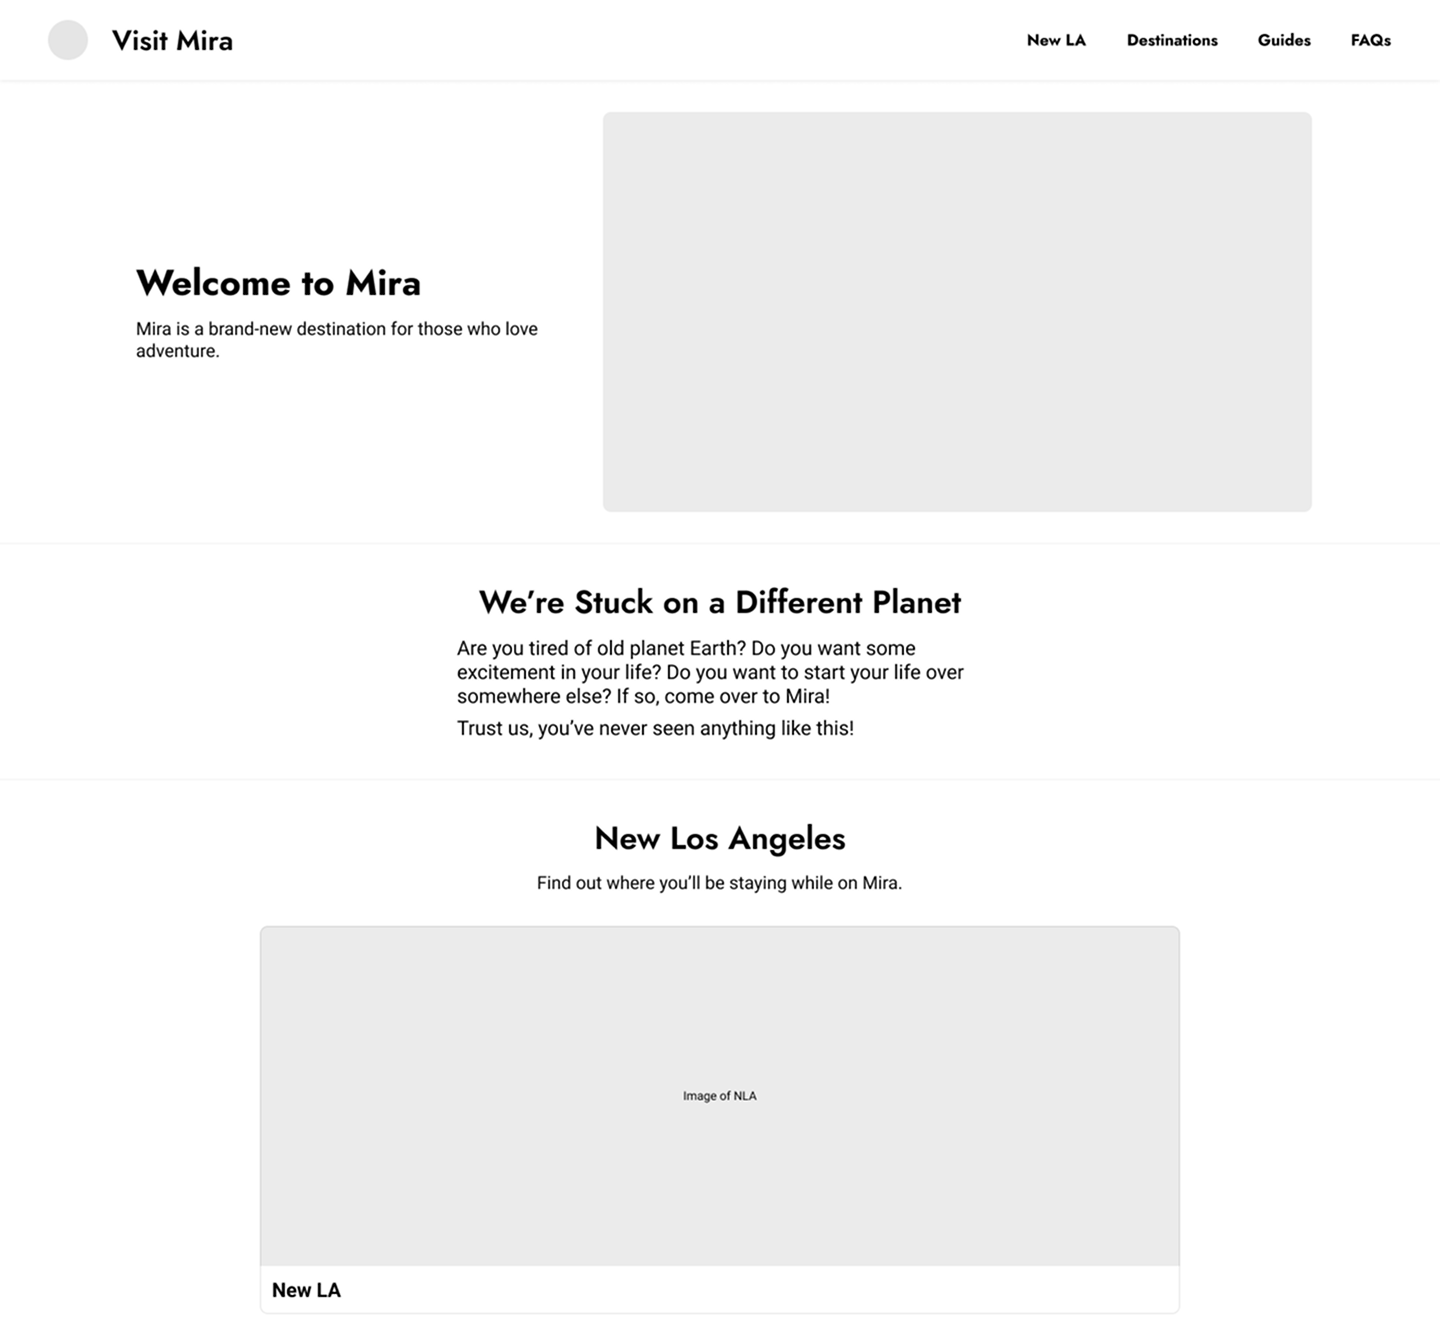 Visit Mira
New LA
Destinations
Guides
FAQs
Welcome to Mira
Mira is a brand-new destination for those who love
adventure.
We’re Stuck on a Different Planet
Are you tired of old planet Earth? Do you want some
excitement in your life? Do you want to start your life over
somewhere else? If so, come over to Mira!
Trust us, you’ve never seen anything like this!
New Los Angeles
Find out where you’ll be staying while on Mira.
Image of NLA
New LA